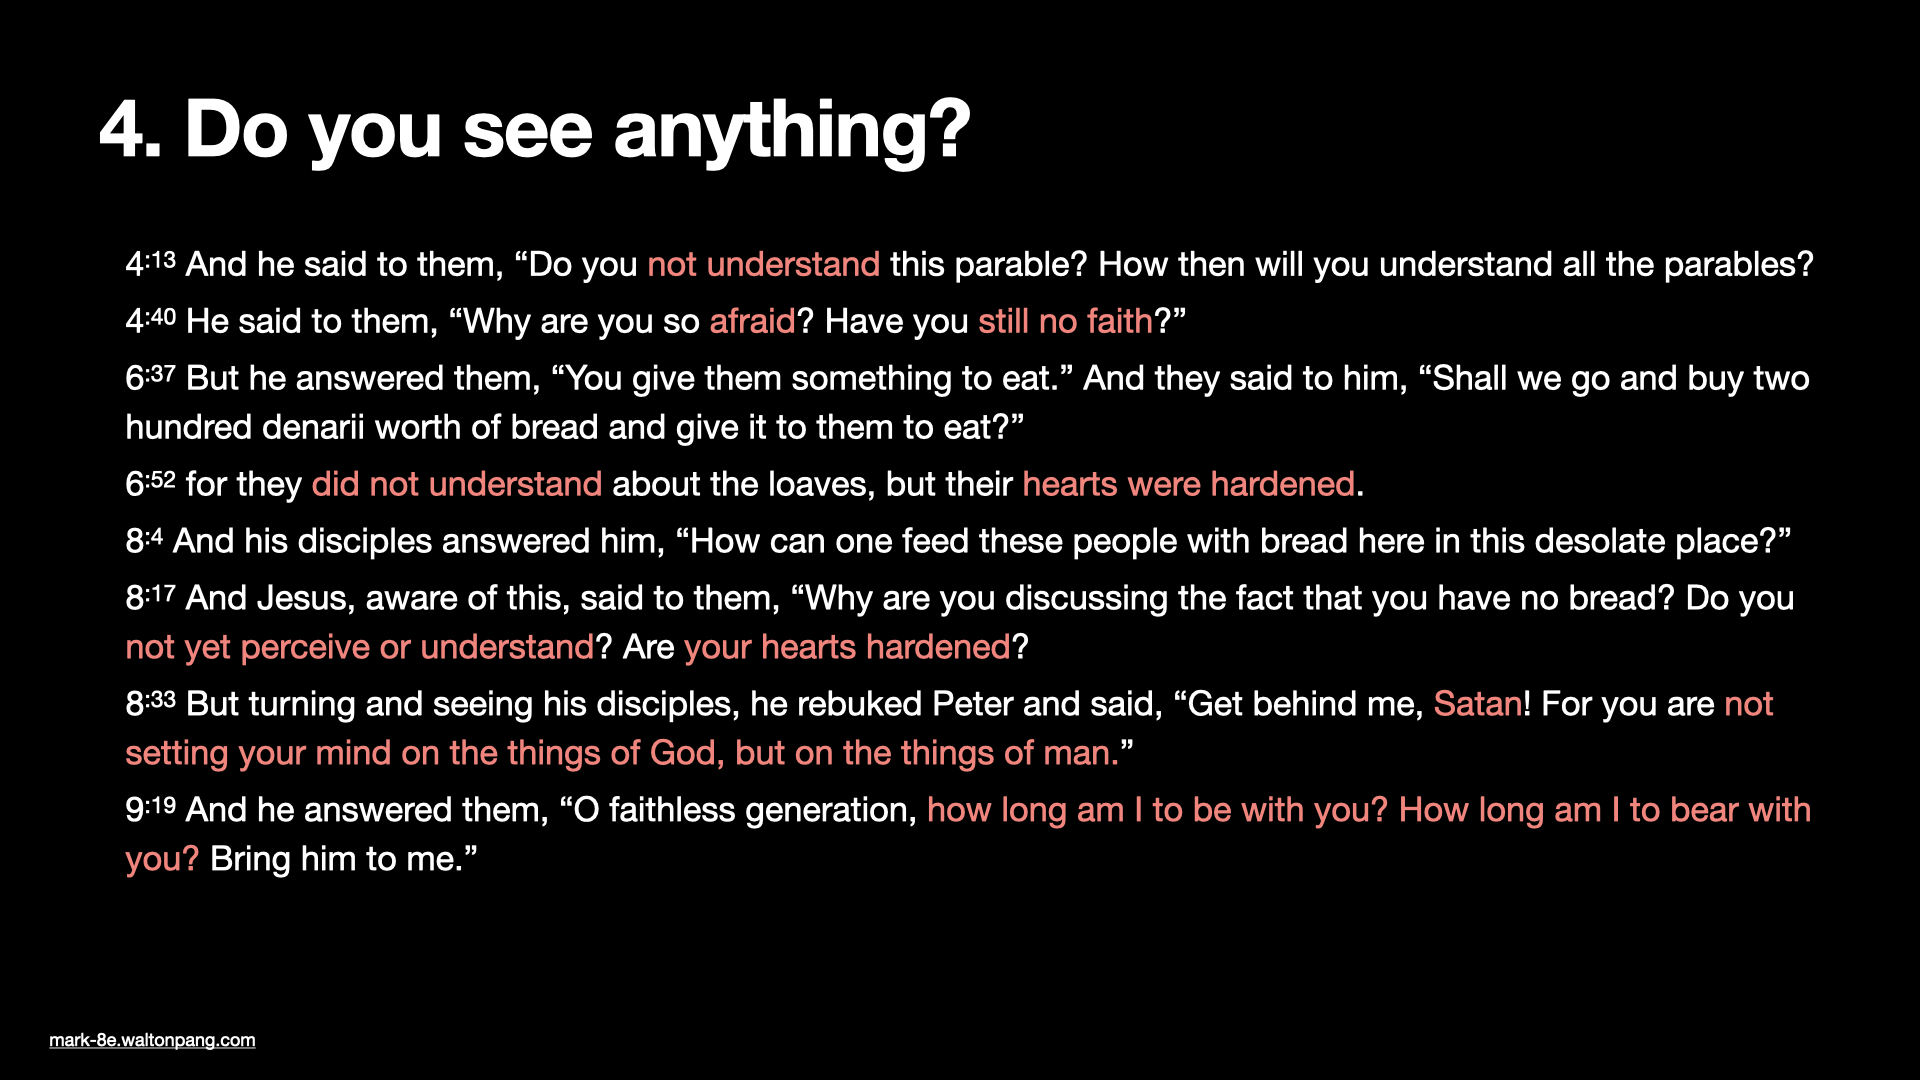 4. Do you see anything?
4:13 And he said to them, “Do you not understand this parable? How then will you understand all the parables?
4:40 He said to them, “Why are you so afraid? Have you still no faith?”
6:37 But he answered them, “You give them something to eat.” And they said to him, “Shall we go and buy two
hundred denarii worth of bread and give it to them to eat?”
6:52 for they did not understand about the loaves, but their hearts were hardened.
8:4 And his disciples answered him, “How can one feed these people with bread here in this desolate place?”
8:17 And Jesus, aware of this, said to them, “Why are you discussing the fact that you have no bread? Do you
not yet perceive or understand? Are your hearts hardened?
8:33 But turning and seeing his disciples, he rebuked Peter and said, “Get behind me, Satan! For you are not
setting your mind on the things of God, but on the things of man.”
9:19 And he answered them, “O faithless generation, how long am I to be with you? How long am I to bear with
you? Bring him to me.”
mark-8e.waltonpang.com